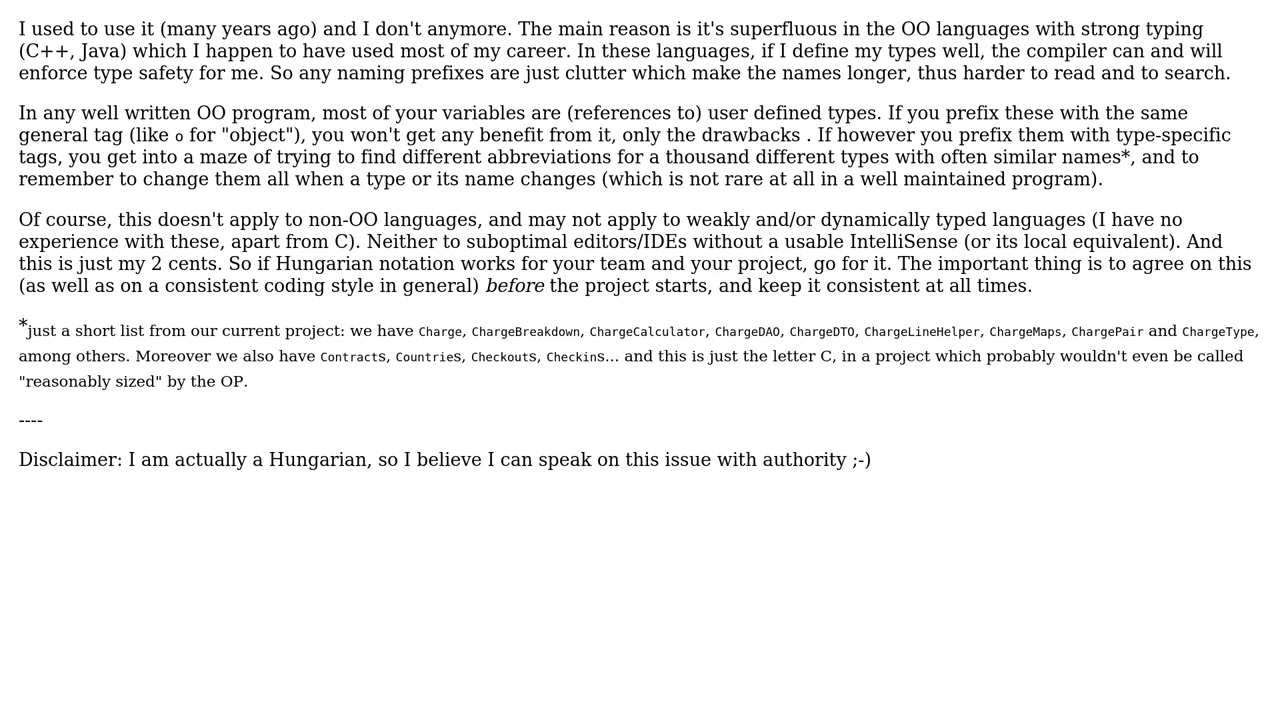 I used to use it (many years ago) and I don't anymore. The main reason is it's superfluous in the OO languages with strong typing
(C++, Java) which I happen to have used most of my career. In these languages, if I define my types well, the compiler can and will
enforce type safety for me. So any naming prefixes are just clutter which make the names longer, thus harder to read and to search.
In any well written OO program, most of your variables are (references to) user defined types. If you prefix these with the same
general tag (like o for "object"), you won't get any benefit from it, only the drawbacks . If however you prefix them with type-specific
tags, you get into a maze of trying to find different abbreviations for a thousand different types with often similar names*, and to
remember to change them all when a type or its name changes (which is not rare at all in a well maintained program).
Of course, this doesn't apply to non-OO languages, and may not apply to weakly and/or dynamically typed languages (I have no
experience with these, apart from C). Neither to suboptimal editors/IDEs without a usable IntelliSense (or its local equivalent). And
this is just my 2 cents. So if Hungarian notation works for your team and your project, go for it. The important thing is to agree on this
(as well as on a consistent coding style in general) before the project starts, and keep it consistent at all times.
*just a short list from our current project: we have Charge, ChargeBreakdown, ChargeCalculator, ChargeDAO, ChargeDTO, ChargeLineHelper, ChargeMaps, ChargePair and ChargeType,
among others. Moreover we also have Contracts, Countries, Checkouts, Checkins... and this is just the letter C, in a project which probably wouldn't even be called
"reasonably sized" by the OP.
----
Disclaimer: I am actually a Hungarian, so I believe I can speak on this issue with authority ;-)